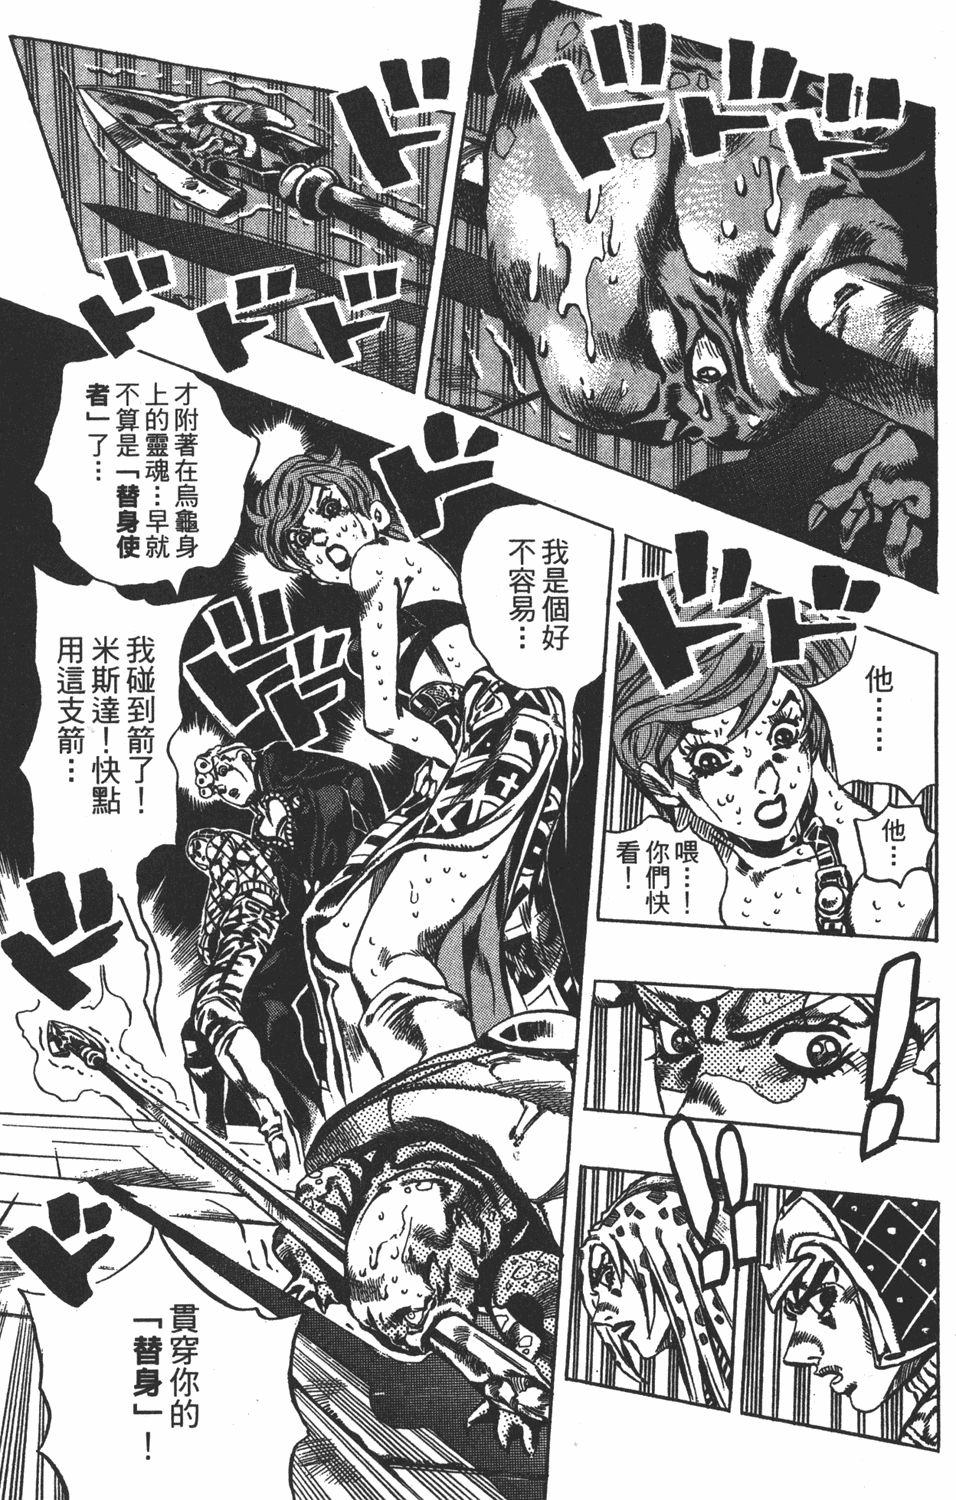 ドドド
ド
ドドド
ドド
他……
他…
喂…！
你們快
看！
！
！！
我是個好
不容易…
才附著在烏龜身
上的靈魂…早就
不算是「替身使
者」了…
ド
ドド
我碰到箭了！
米斯達！快點
用這支箭…
ド
ド
貫穿你的
「替身」！